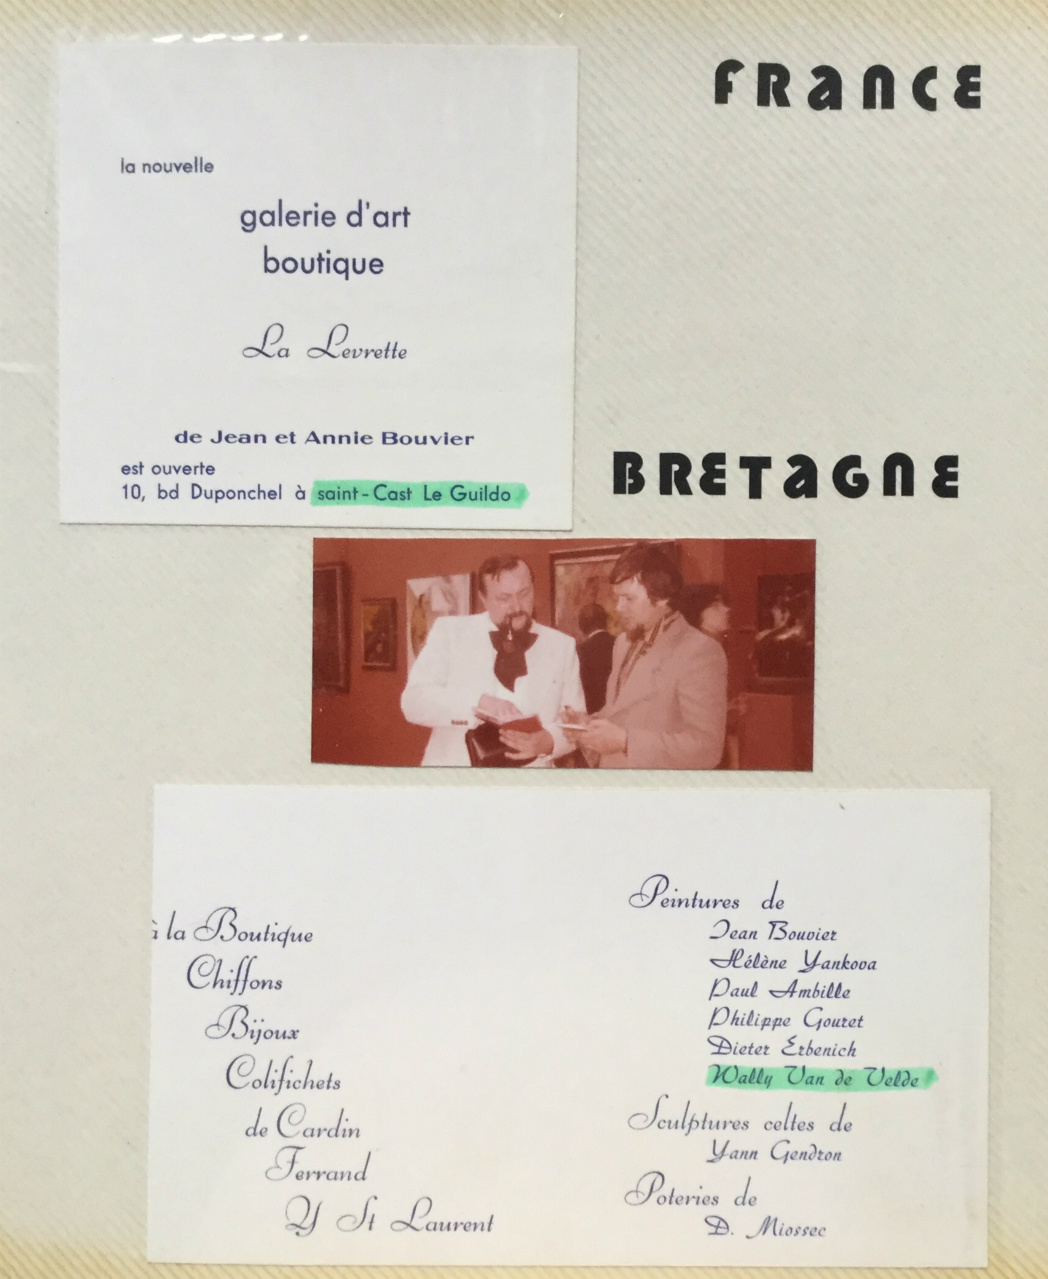 FRANCE
la nouvelle
galerie d'art
boutique
La Levrette
de Jean et Annie Bouvier
est ouverte
10, bd Duponchel à saint-Cast Le Guildo
BRETAGNE
à la Boutique
Chiffons
Bijoux
Colifichets
de Cardin
Ferrand
Y St Laurent
Peintures de
Jean Bouvier
Hélène Yankova
Paul Ambille
Philippe Gouret
Dieter Erbenich
Wally Van de Velde
Sculptures celtes de
Yann Gendron
Poteries de
D. Miossec